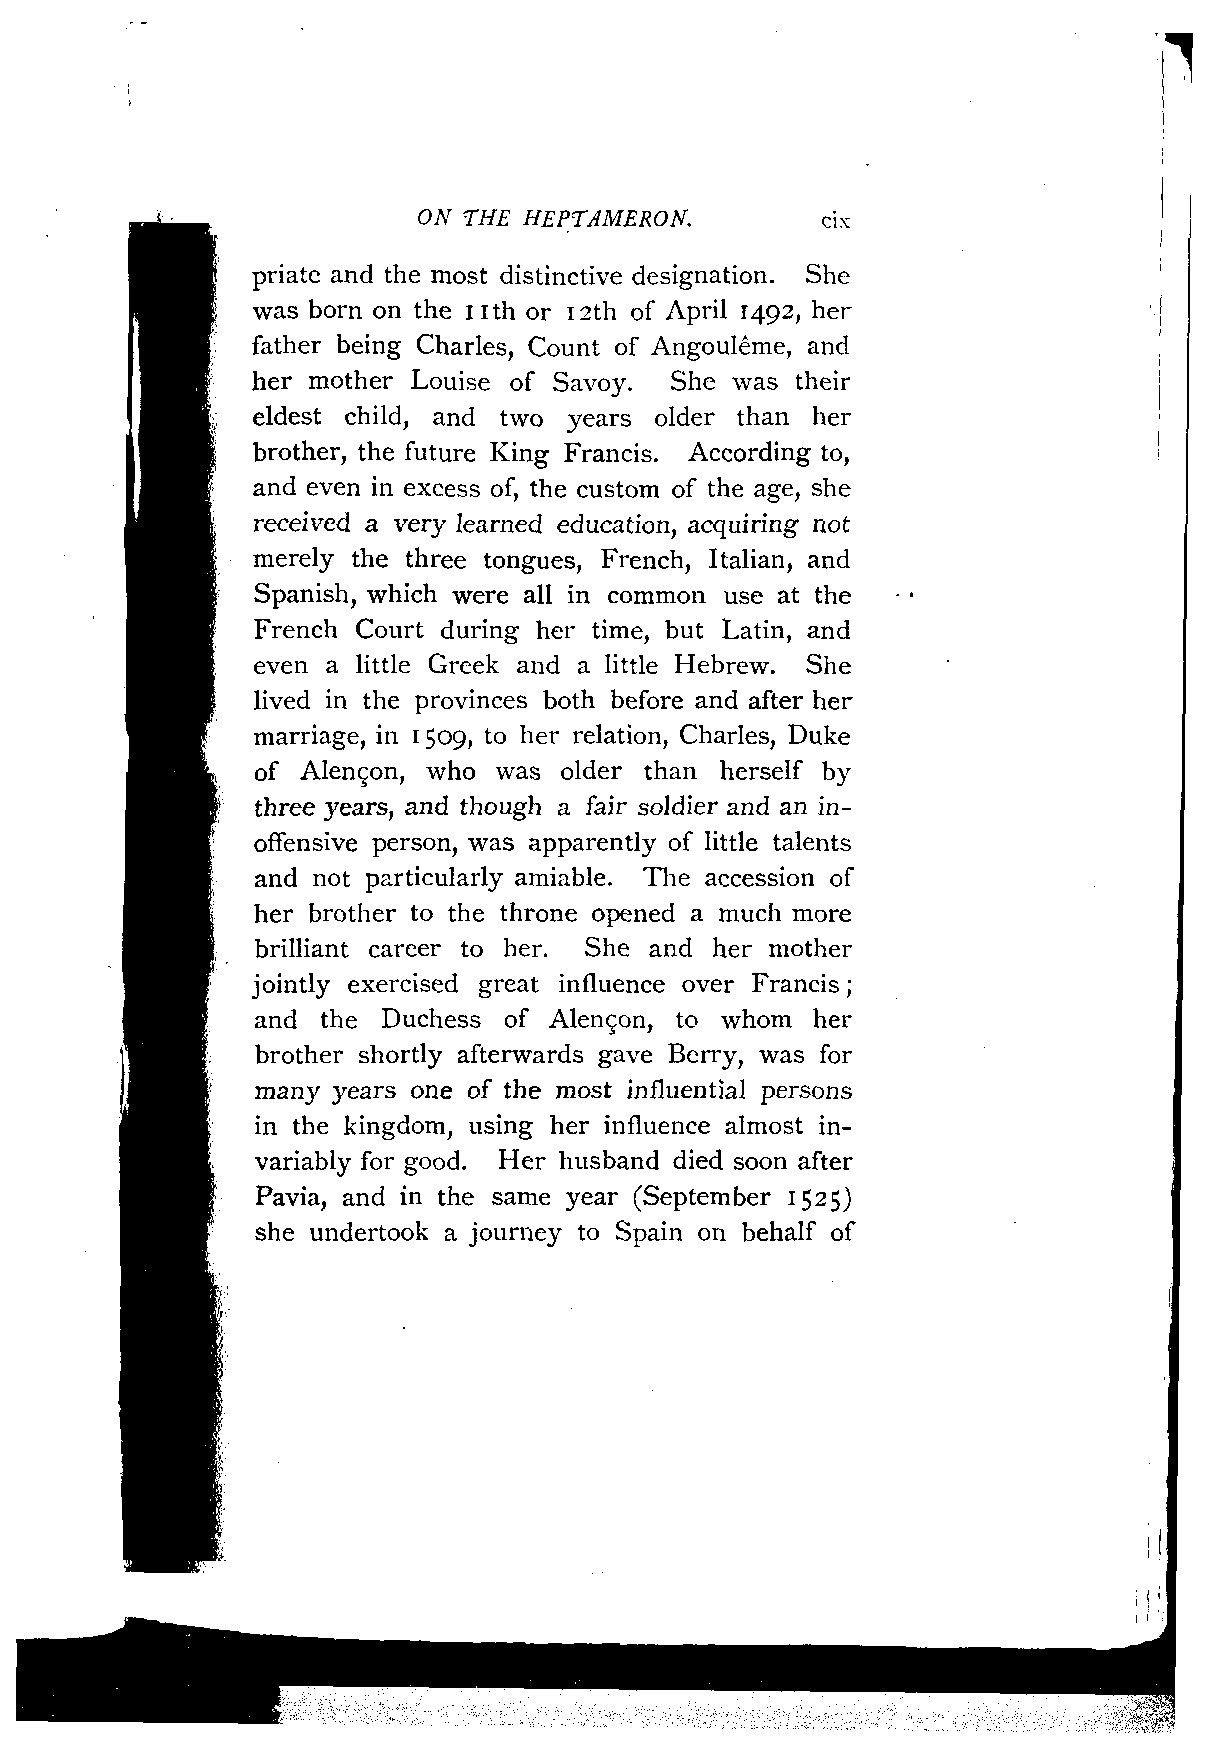 ON THE HEPTAMERON. cix
priate and the most distinctive designation. She
was born on the 11th or 12th of April 1492, her
father being Charles, Count of Angoulême, and
her mother Louise of Savoy. She was their
eldest child, and two years older than her
brother, the future King Francis. According to,
and even in excess of, the custom of the age, she
received a very learned education, acquiring not
merely the three tongues, French, Italian, and
Spanish, which were all in common use at the
French Court during her time, but Latin, and
even a little Greek and a little Hebrew. She
lived in the provinces both before and after her
marriage, in 1509, to her relation, Charles, Duke
of Alençon, who was older than herself by
three years, and though a fair soldier and an in-
offensive person, was apparently of little talents
and not particularly amiable. The accession of
her brother to the throne opened a much more
brilliant career to her. She and her mother
jointly exercised great influence over Francis;
and the Duchess of Alençon, to whom her
brother shortly afterwards gave Berry, was for
many years one of the most influential persons
in the kingdom, using her influence almost in-
variably for good. Her husband died soon after
Pavia, and in the same year (September 1525)
she undertook a journey to Spain on behalf of